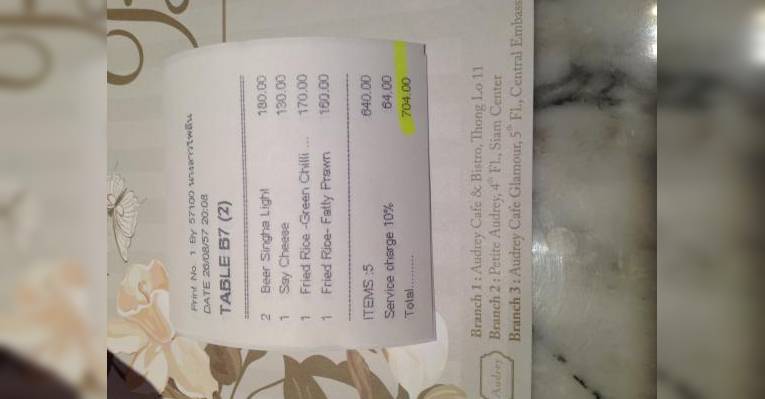 Print No. 1 By 57100
DATE 26/08/57 20:08
TABLE B7 (2)
2 Beer Singha Light 180.00
1 Say Cheese 130.00
1 Fried Rice -Green Chilli ... 170.00
1 Fried Rice- Fatty Prawn 160.00
ITEMS :5 640.00
Service charge 10% 64.00
Total.......... 704.00
Branch 1 : Audrey Cafe & Bistro, Thong Lo 11
Branch 2 : Petite Audrey, 4th Fl., Siam Center
Branch 3 : Audrey Cafe Glamour, 5th Fl., Central Embass
Audrey